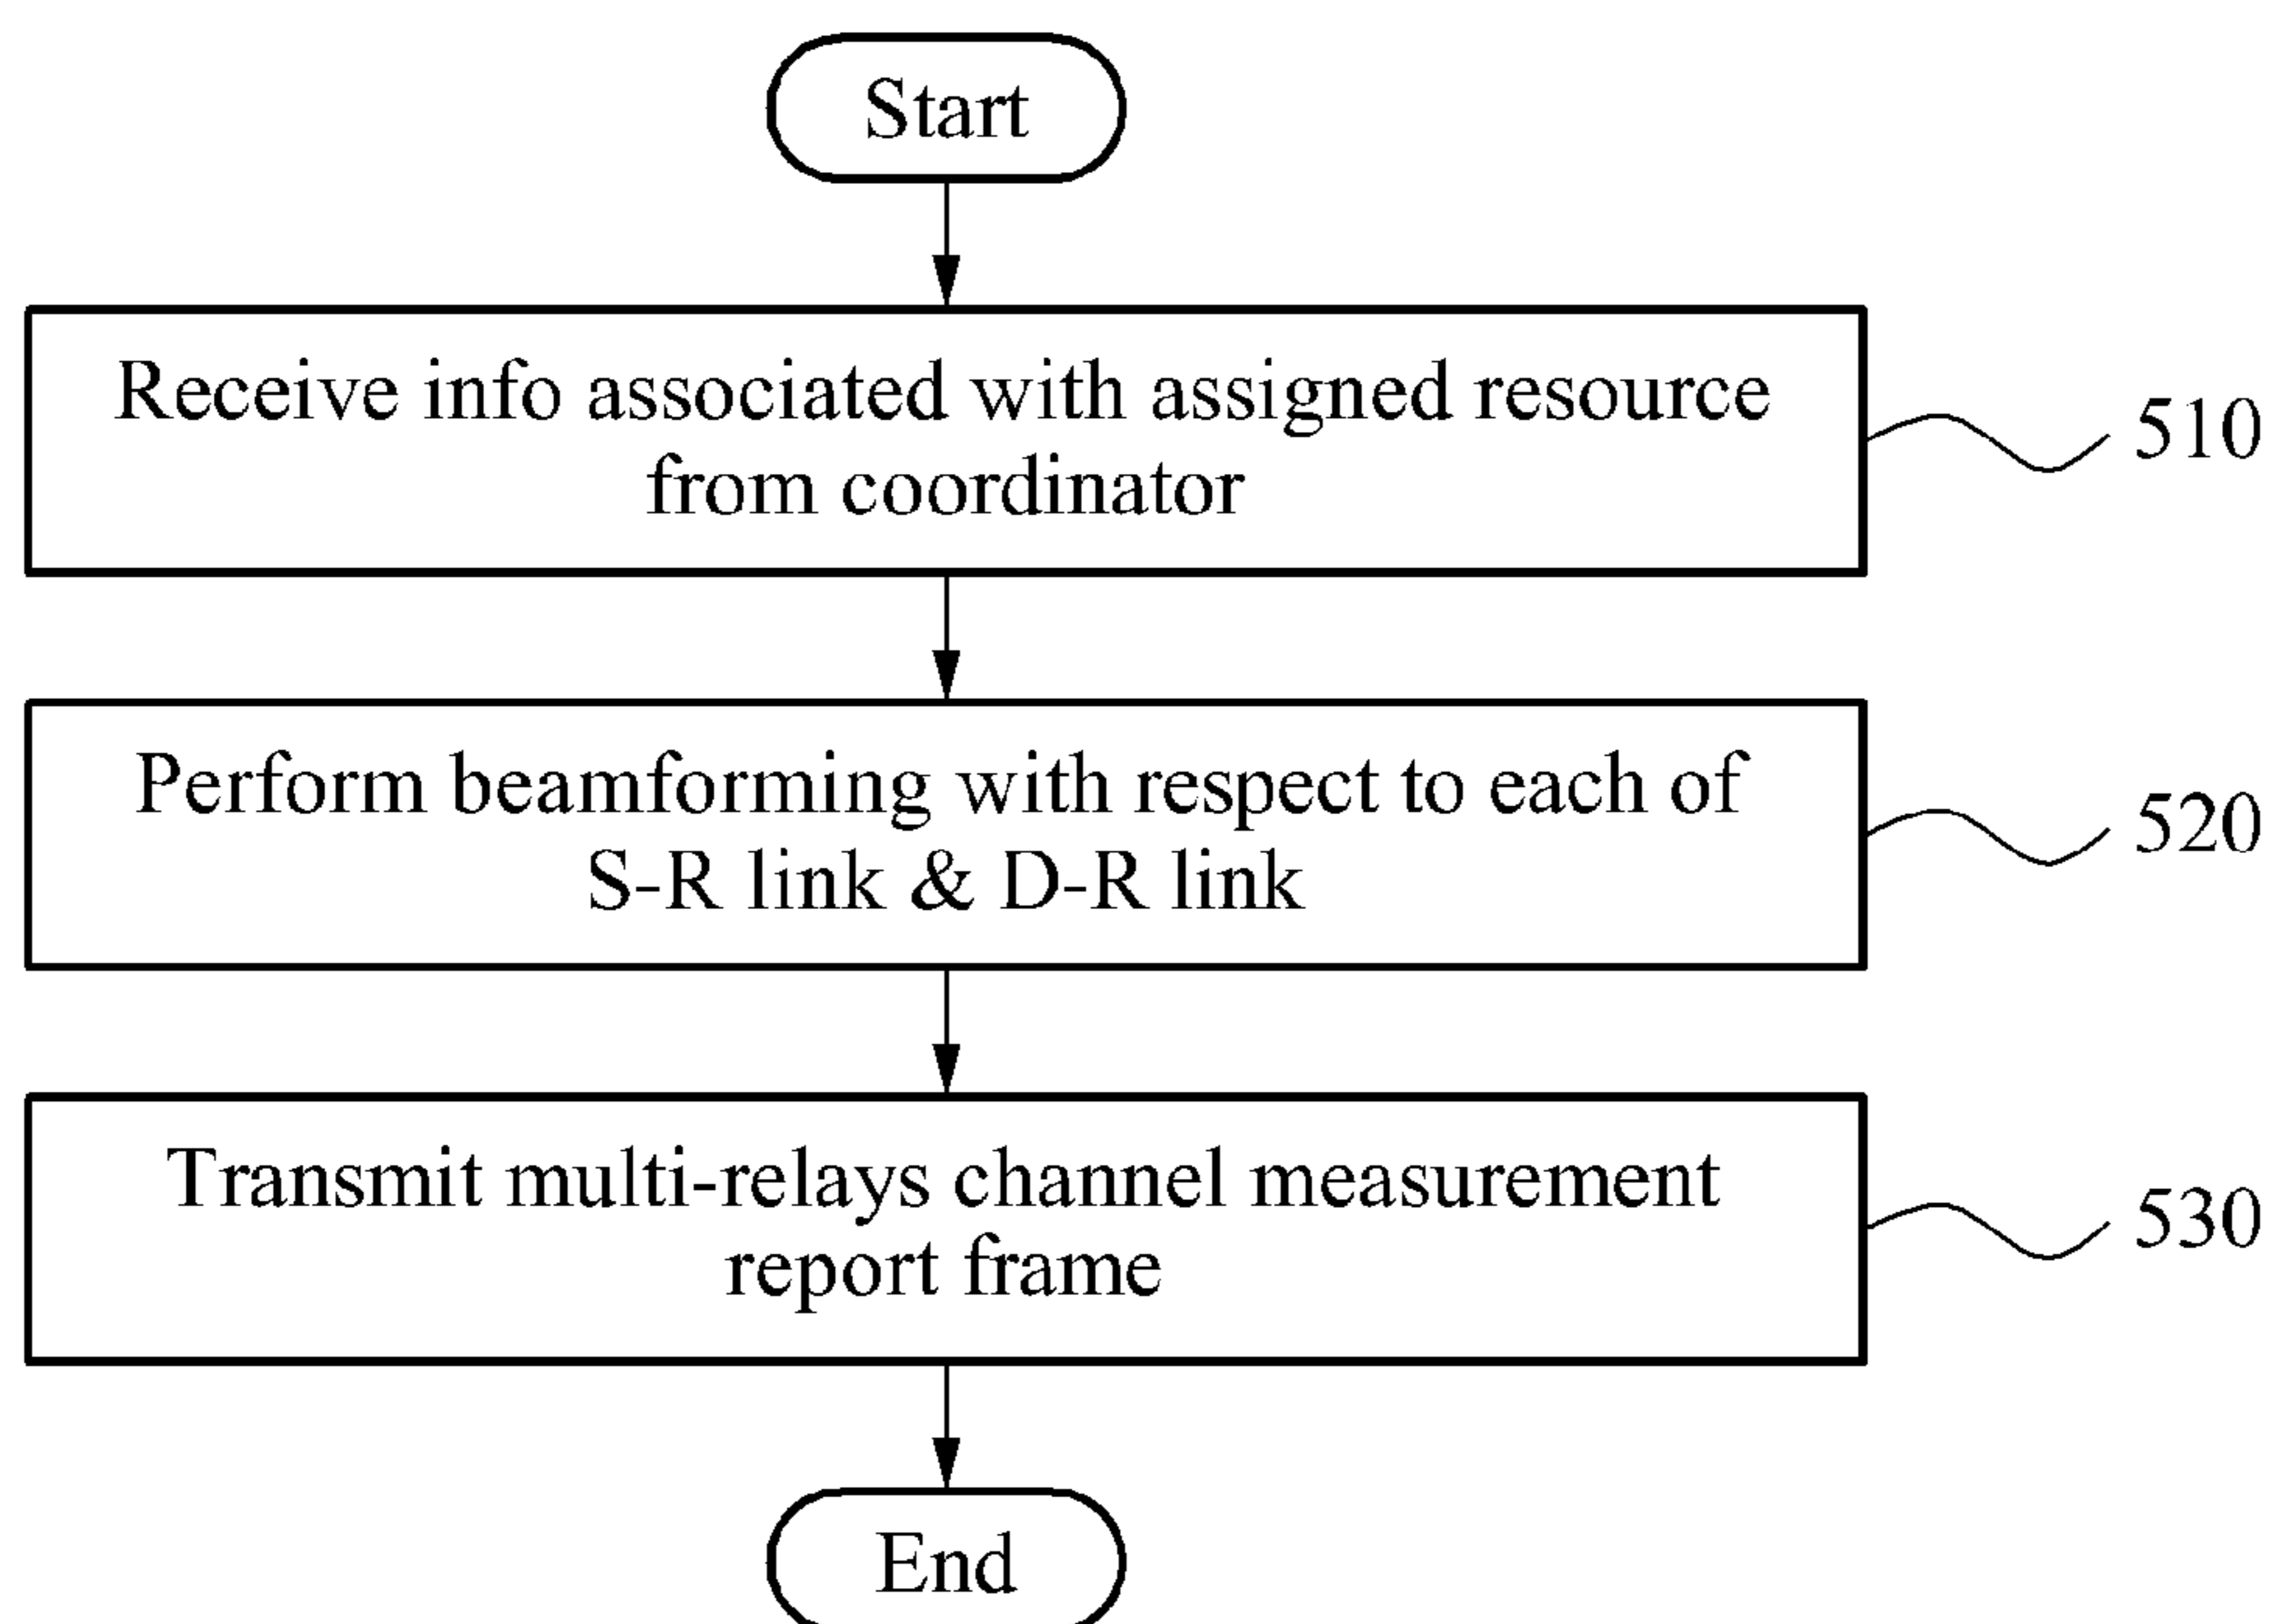 Start
Receive info associated with assigned resource
from coordinator
510
Perform beamforming with respect to each of
S-R link & D-R link
520
Transmit multi-relays channel measurement
report frame
530
End